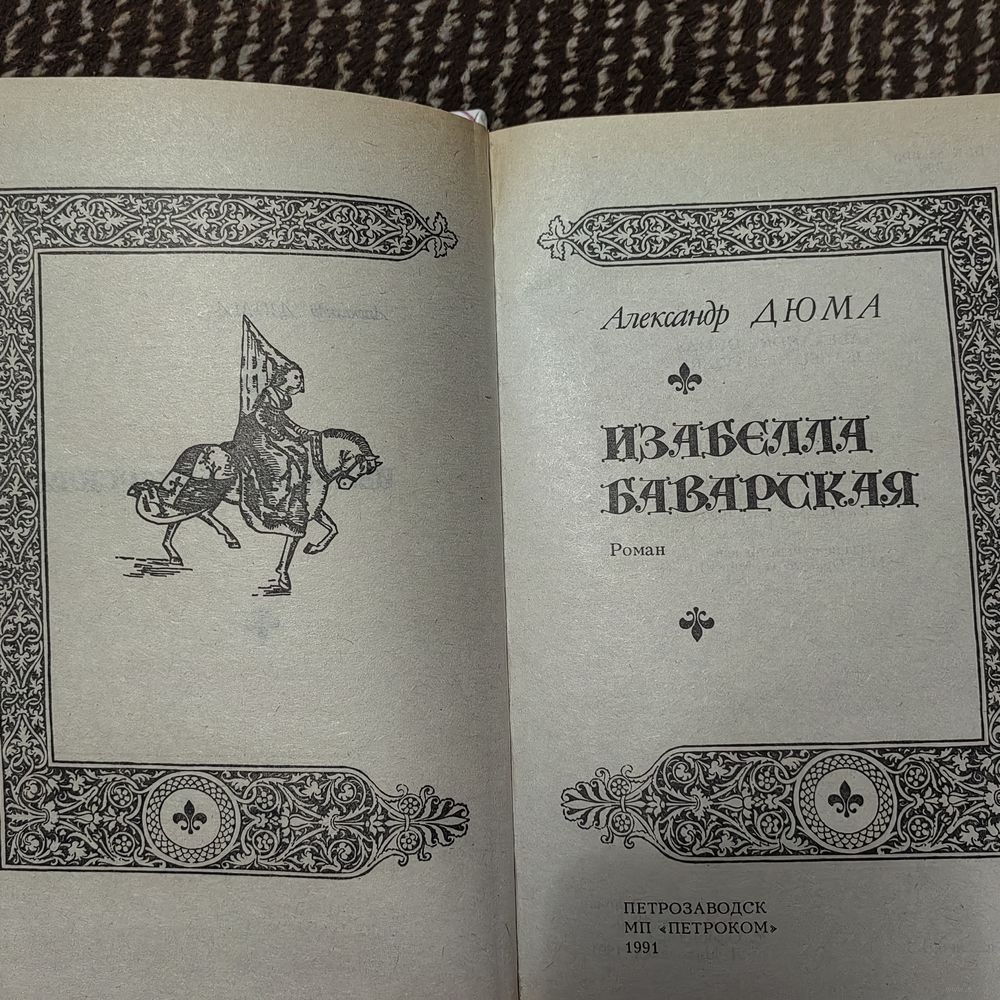 Александр ДЮМА
ИЗАБЕЛЛА
БАВАРСКАЯ
Роман
ПЕТРОЗАВОДСК
МП «ПЕТРОКОМ»
1991